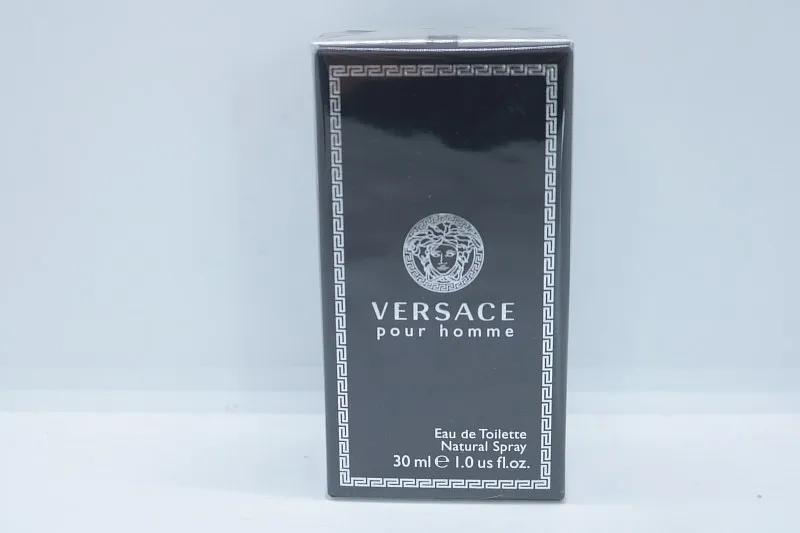 VERSACE
pour homme
Eau de Toilette
Natural Spray
30 ml ℮ 1.0 us fl.oz.